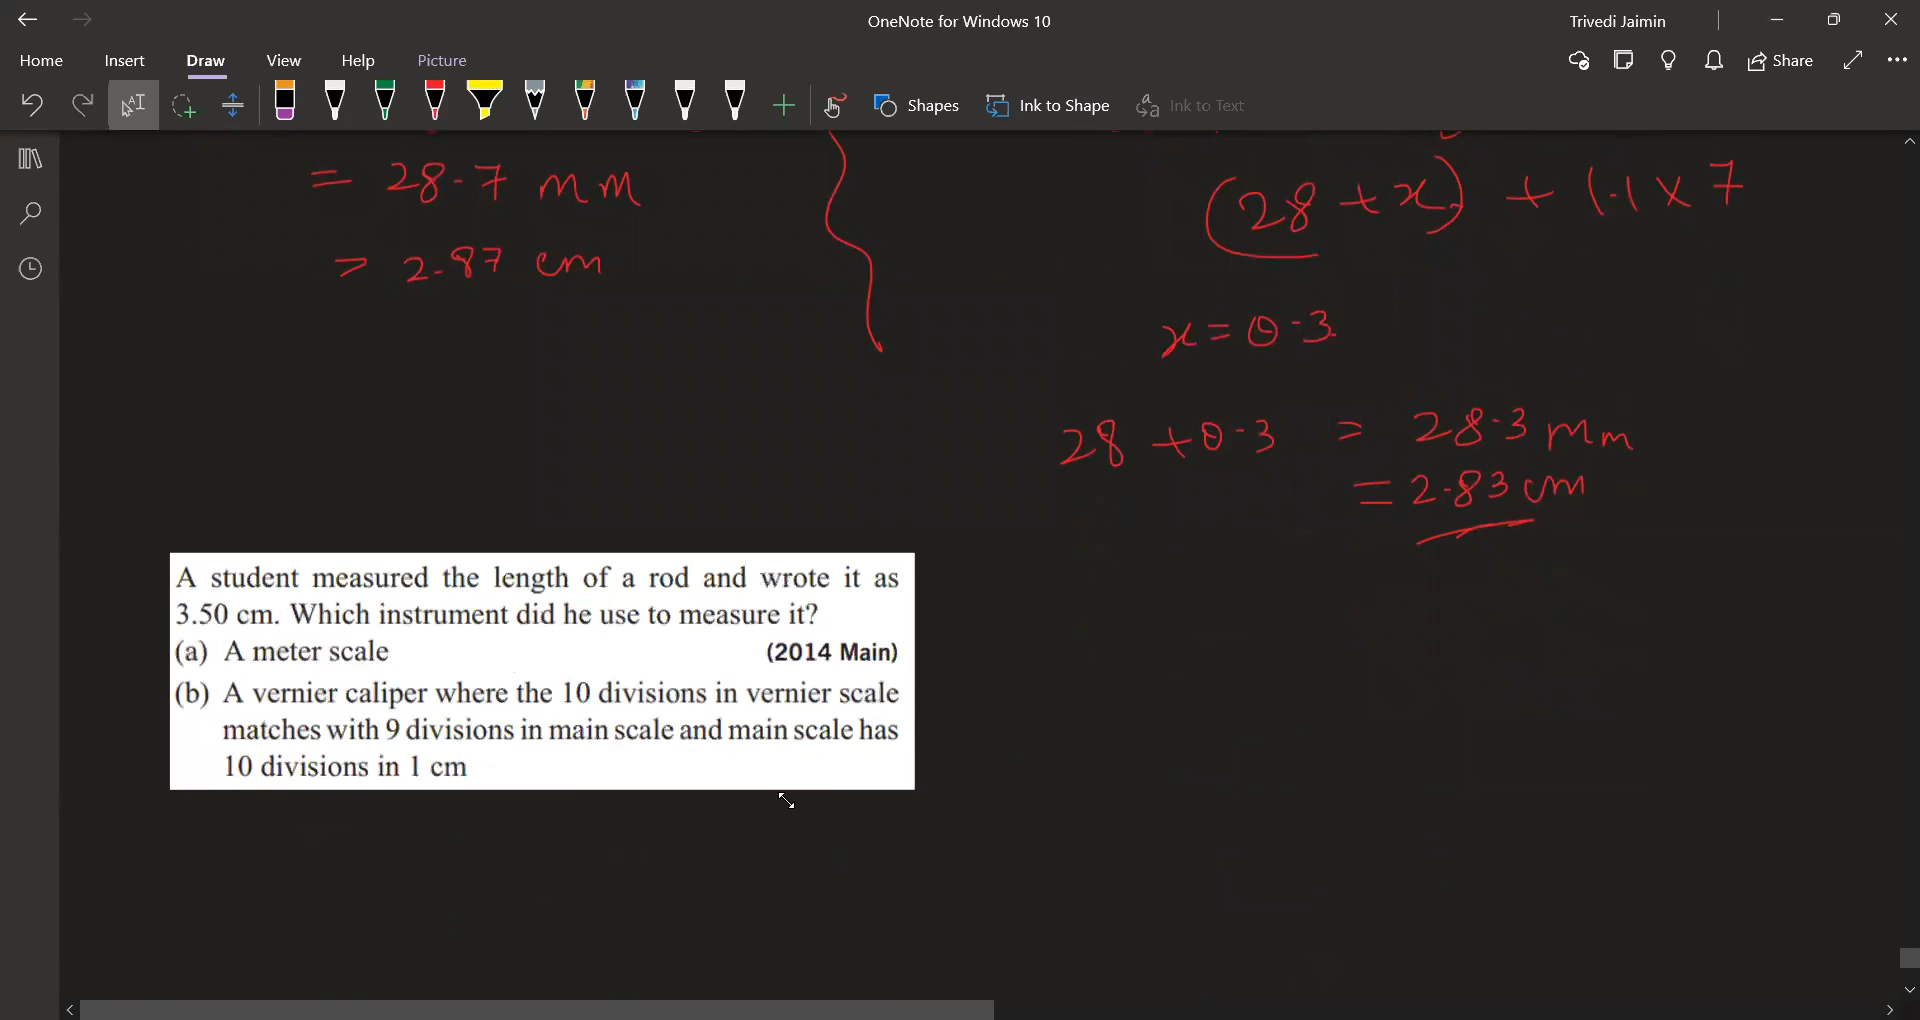 OneNote for Windows 10
Trivedi Jaimin
Home Insert Draw View Help Picture
Share
Shapes Ink to Shape Ink to Text
= 28.7 mm
= 2.87 cm
(28 + x) + 1.1 x 7
x = 0.3
28 + 0.3 = 28.3 mm
= 2.83 cm
A student measured the length of a rod and wrote it as
3.50 cm. Which instrument did he use to measure it?
(a) A meter scale (2014 Main)
(b) A vernier caliper where the 10 divisions in vernier scale
matches with 9 divisions in main scale and main scale has
10 divisions in 1 cm